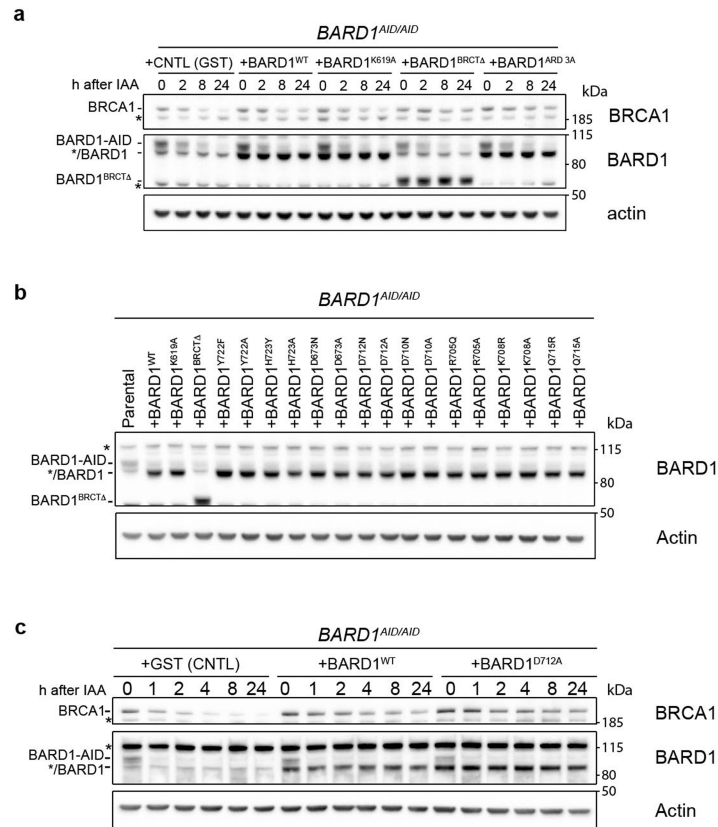 a
BARD1AID/AID
+CNTL (GST) +BARD1WT +BARD1K619A +BARD1BRCTΔ +BARD1ARD 3A
h after IAA 0 2 8 24 0 2 8 24 0 2 8 24 0 2 8 24 0 2 8 24 kDa
BRCA1
*
185
BRCA1
BARD1-AID
*/BARD1
BARD1BRCTΔ
*
115
80
50
BARD1
actin
b
BARD1AID/AID
Parental +BARD1WT +BARD1K619A +BARD1BRCTΔ +BARD1Y722F +BARD1Y722A +BARD1H723Y +BARD1H723A +BARD1D673N +BARD1D673A +BARD1D712N +BARD1D712A +BARD1D710N +BARD1D710A +BARD1R705Q +BARD1R705A +BARD1K708R +BARD1K708A +BARD1Q715R +BARD1Q715A
kDa
*
BARD1-AID
*/BARD1
BARD1BRCTΔ
115
80
50
BARD1
Actin
c
BARD1AID/AID
+GST (CNTL) +BARD1WT +BARD1D712A
h after IAA 0 1 2 4 8 24 0 1 2 4 8 24 0 1 2 4 8 24 kDa
BRCA1
*
185
BRCA1
*
BARD1-AID
*/BARD1
115
80
50
BARD1
Actin